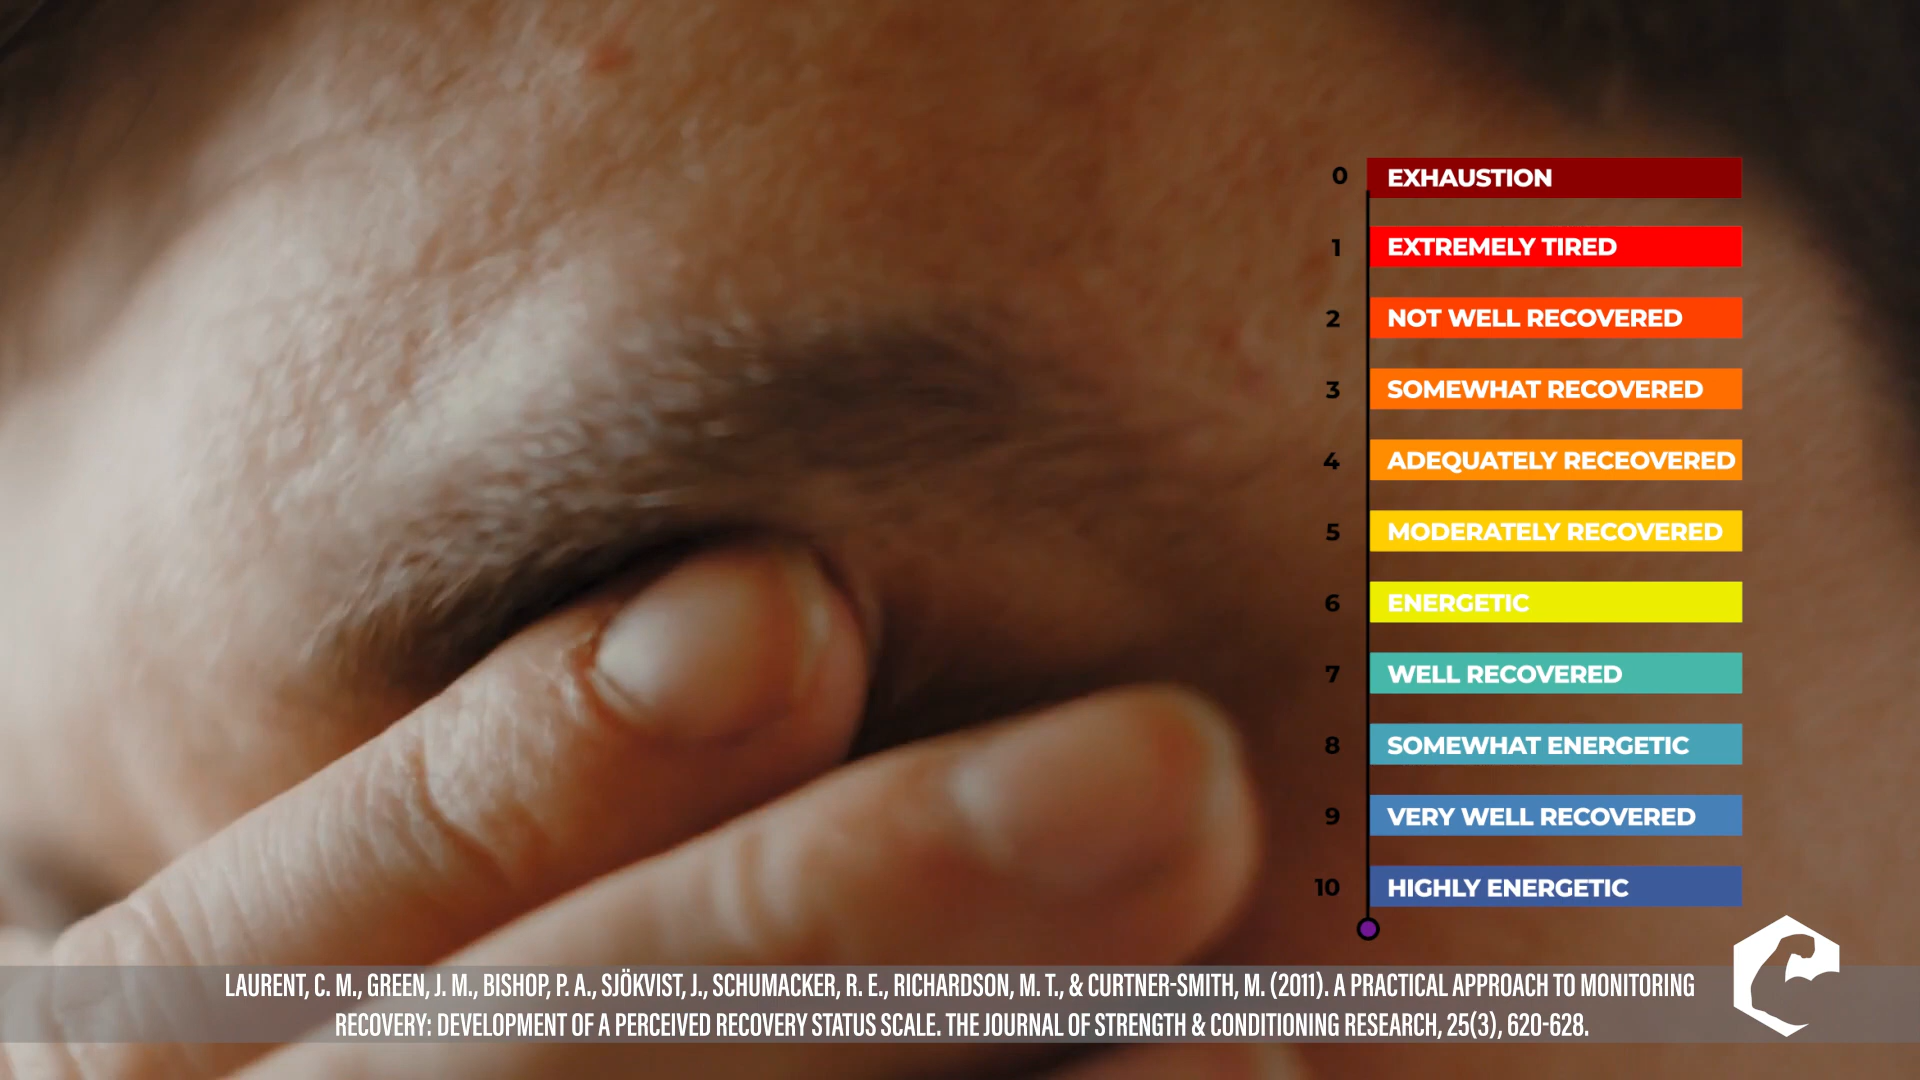 0 EXHAUSTION
1 EXTREMELY TIRED
2 NOT WELL RECOVERED
3 SOMEWHAT RECOVERED
4 ADEQUATELY RECEOVERED
5 MODERATELY RECOVERED
6 ENERGETIC
7 WELL RECOVERED
8 SOMEWHAT ENERGETIC
9 VERY WELL RECOVERED
10 HIGHLY ENERGETIC
LAURENT, C. M., GREEN, J. M., BISHOP, P. A., SJÖKVIST, J., SCHUMACKER, R. E., RICHARDSON, M. T., & CURTNER-SMITH, M. (2011). A PRACTICAL APPROACH TO MONITORING
RECOVERY: DEVELOPMENT OF A PERCEIVED RECOVERY STATUS SCALE. THE JOURNAL OF STRENGTH & CONDITIONING RESEARCH, 25(3), 620-628.